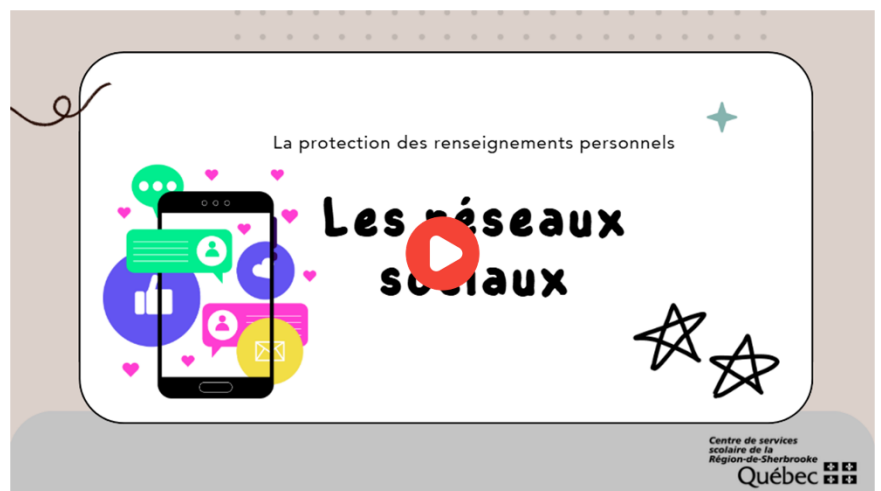 La protection des renseignements personnels
Les réseaux
sociaux
Centre de services
scolaire de la
Région-de-Sherbrooke
Québec